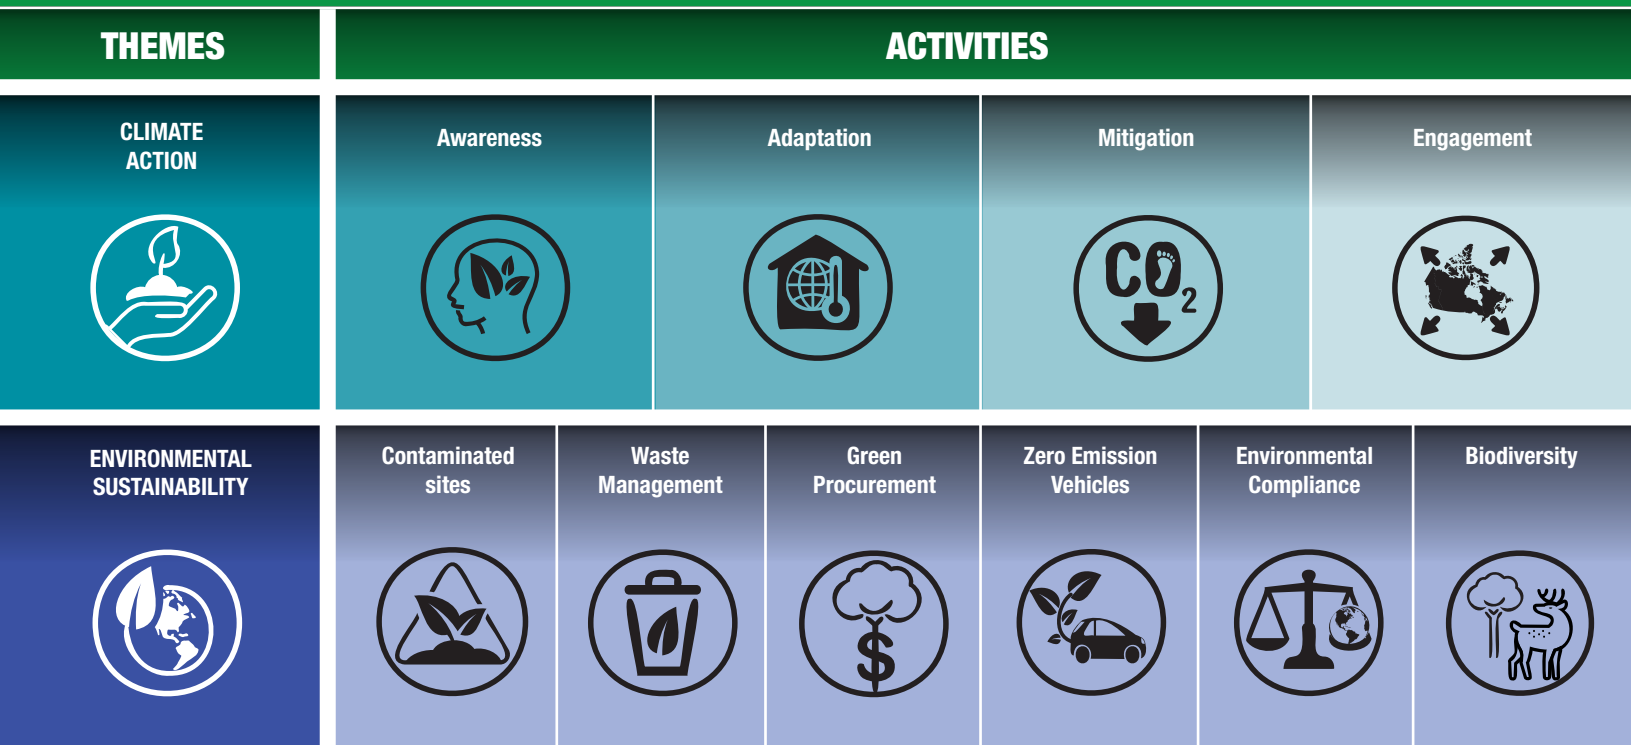 THEMES
ACTIVITIES
CLIMATE
ACTION
Awareness
Adaptation
Mitigation
CO2
Engagement
ENVIRONMENTAL
SUSTAINABILITY
Contaminated
sites
Waste
Management
Green
Procurement
$
Zero Emission
Vehicles
Environmental
Compliance
Biodiversity